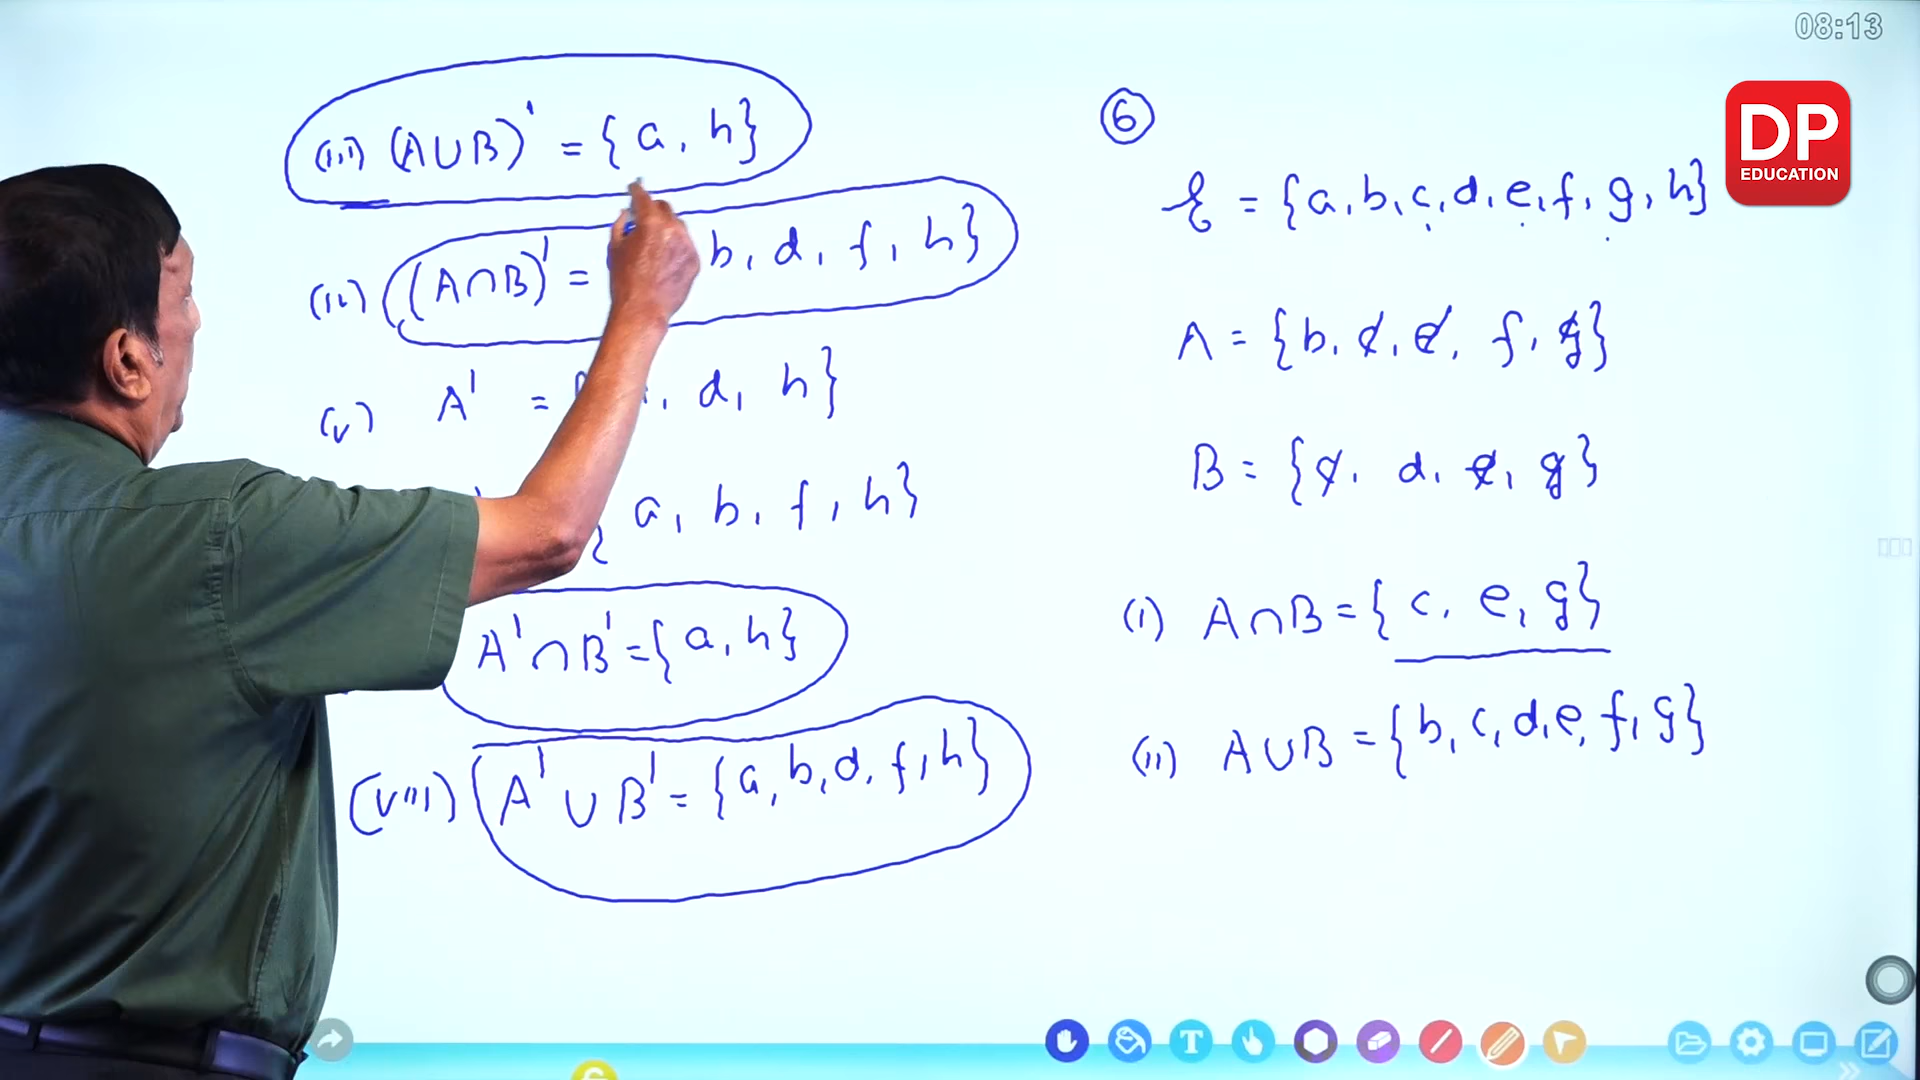 08:13
DP
EDUCATION
(iii) (A∪B)' = {a, h}
(iv) (A∩B)' = b, d, f, h}
(v) A' = d, h}
{a, b, f, h}
A'∩B' = {a, h}
(viii) A'∪B' = {a, b, d, f, h}
6
ξ = {a, b, c, d, e, f, g, h}
A = {b, c, e, f, g}
B = {c, d, e, g}
(i) A∩B = {c, e, g}
(ii) A∪B = {b, c, d, e, f, g}
T